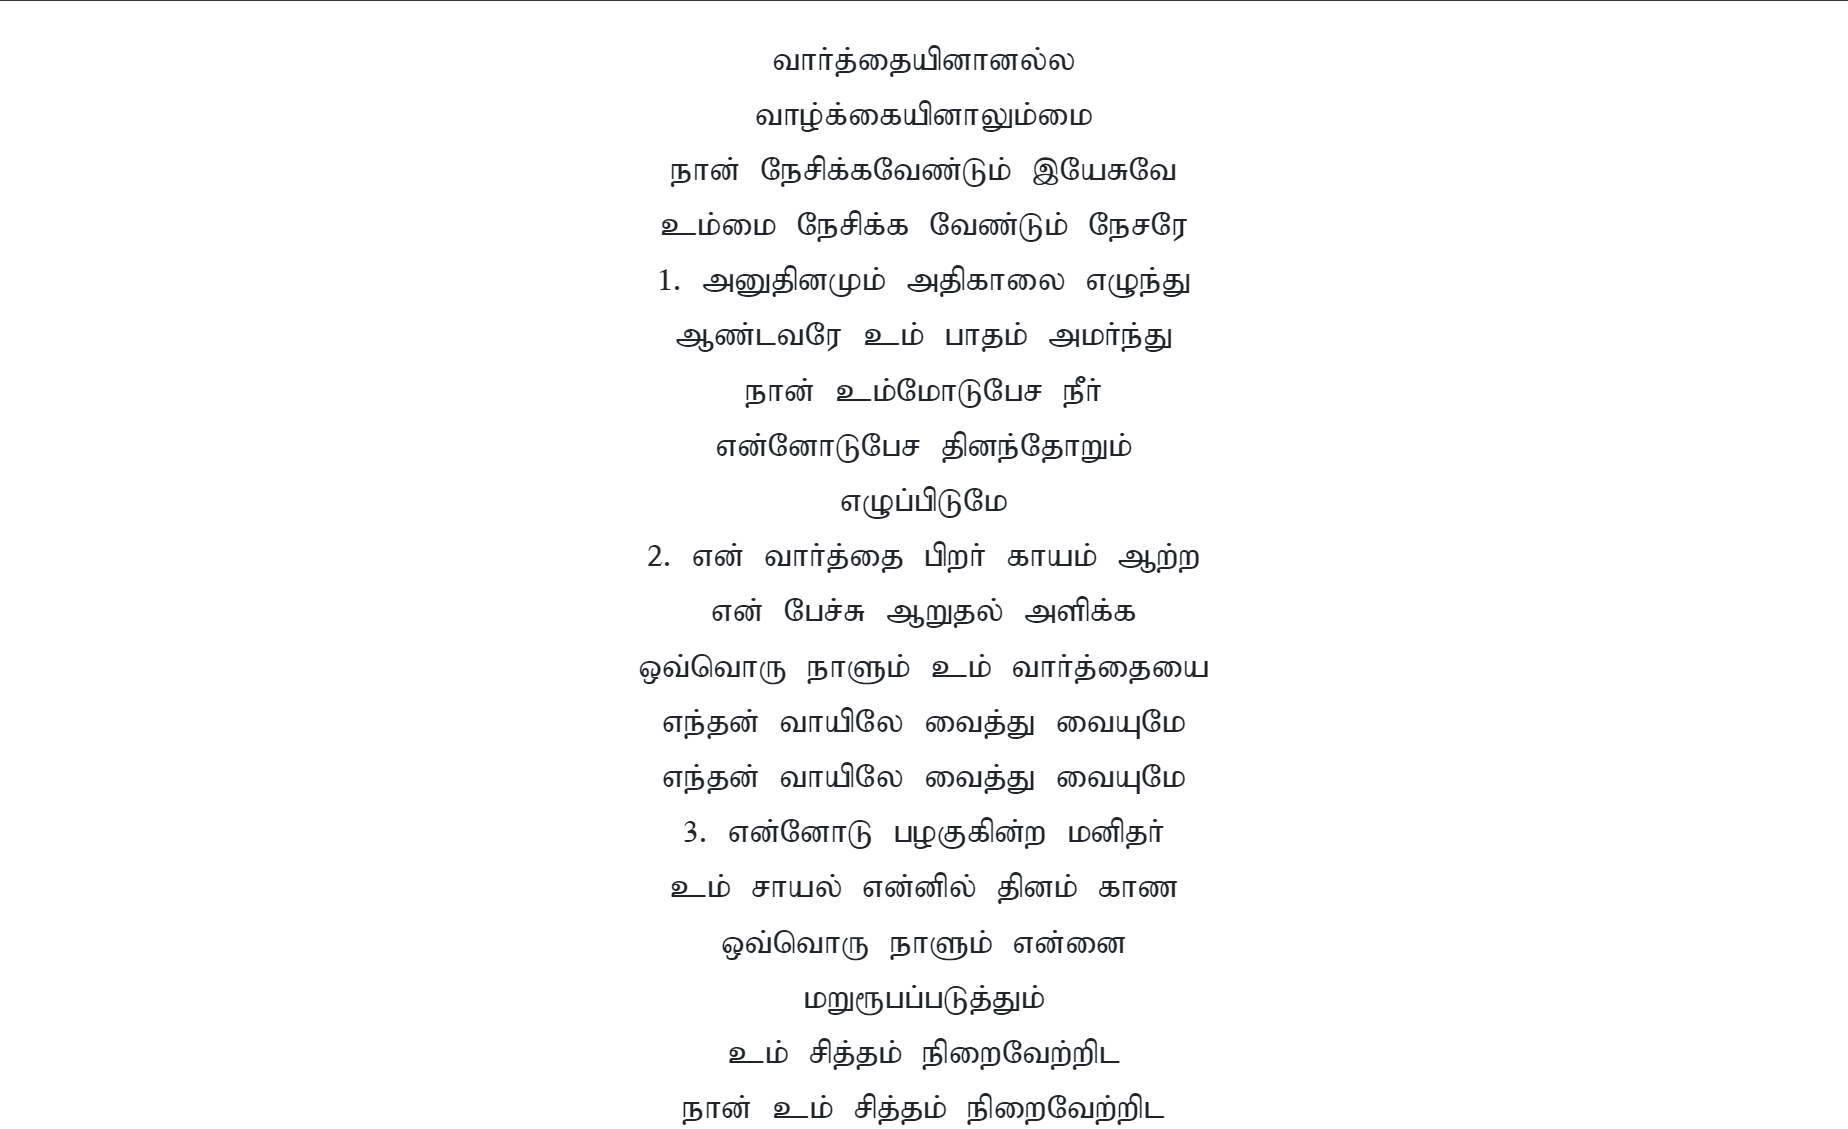 வார்த்தையினானல்ல
வாழ்க்கையினாலும்மை
நான் நேசிக்கவேண்டும் இயேசுவே
உம்மை நேசிக்க வேண்டும் நேசரே
1. அனுதினமும் அதிகாலை எழுந்து
ஆண்டவரே உம் பாதம் அமர்ந்து
நான் உம்மோடுபேச நீர்
என்னோடுபேச தினந்தோறும்
எழுப்பிடுமே
2. என் வார்த்தை பிறர் காயம் ஆற்ற
என் பேச்சு ஆறுதல் அளிக்க
ஒவ்வொரு நாளும் உம் வார்த்தையை
எந்தன் வாயிலே வைத்து வையுமே
எந்தன் வாயிலே வைத்து வையுமே
3. என்னோடு பழகுகின்ற மனிதர்
உம் சாயல் என்னில் தினம் காண
ஒவ்வொரு நாளும் என்னை
மறுரூபப்படுத்தும்
உம் சித்தம் நிறைவேற்றிட
நான் உம் சித்தம் நிறைவேற்றிட